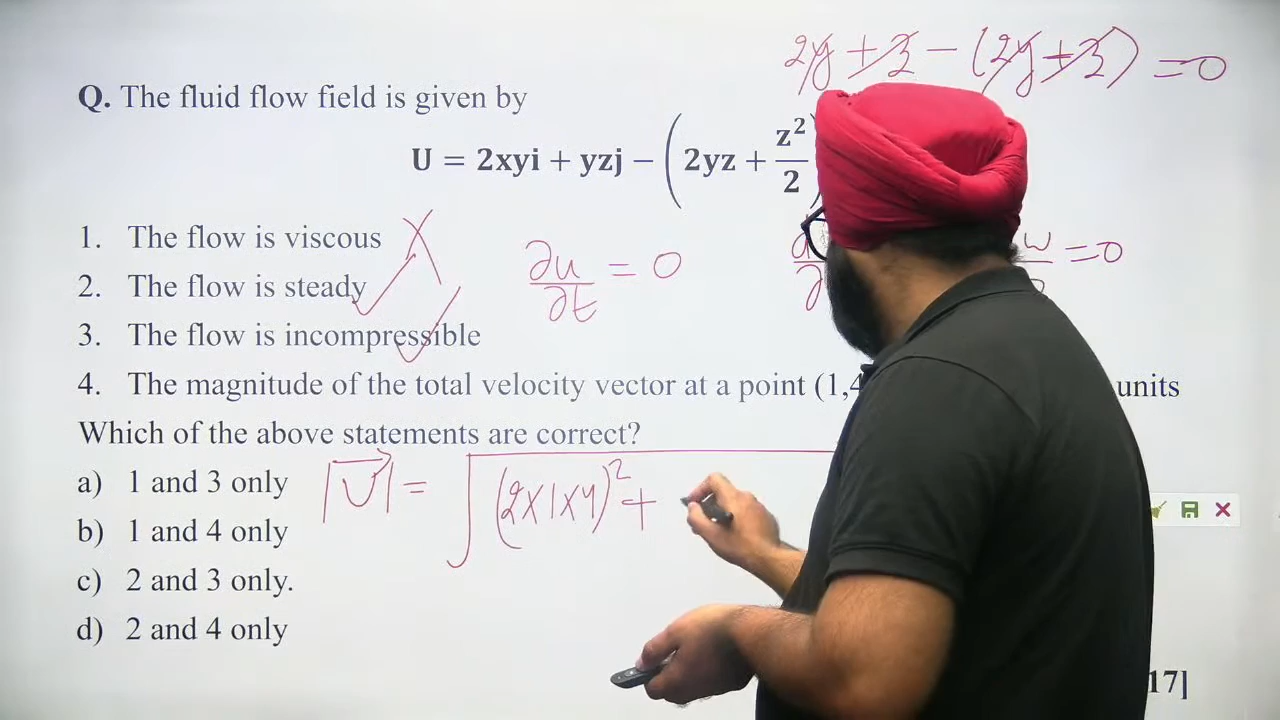 2y + z - (2y + z) = 0
Q. The fluid flow field is given by
U = 2xyi + yzj − (2yz + z²/2)
1. The flow is viscous
2. The flow is steady
∂u/∂t = 0
w = 0
3. The flow is incompressible
4. The magnitude of the total velocity vector at a point (1,4 units
Which of the above statements are correct?
a) 1 and 3 only
b) 1 and 4 only
c) 2 and 3 only.
d) 2 and 4 only
|U| = √(2×1×4)² +
17]